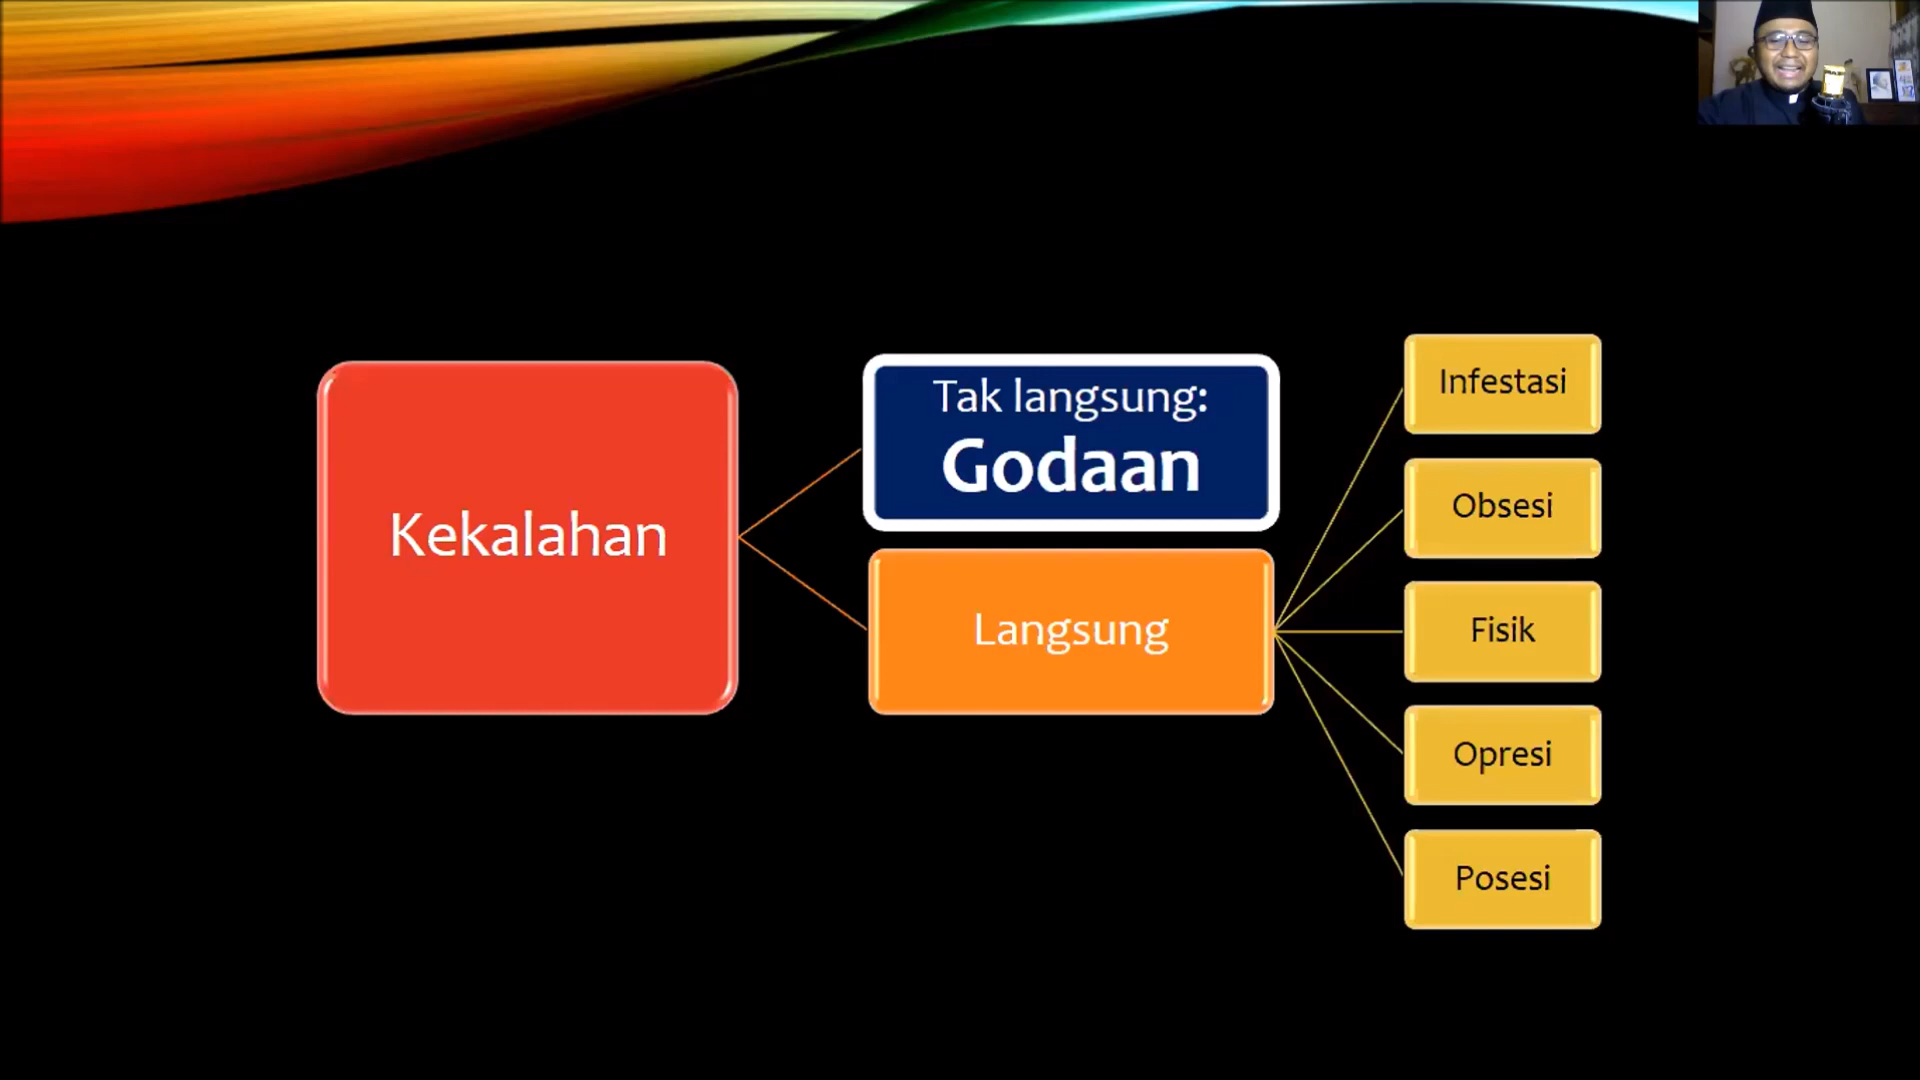 Kekalahan
Tak langsung:
Godaan
Langsung
Infestasi
Obsesi
Fisik
Opresi
Posesi